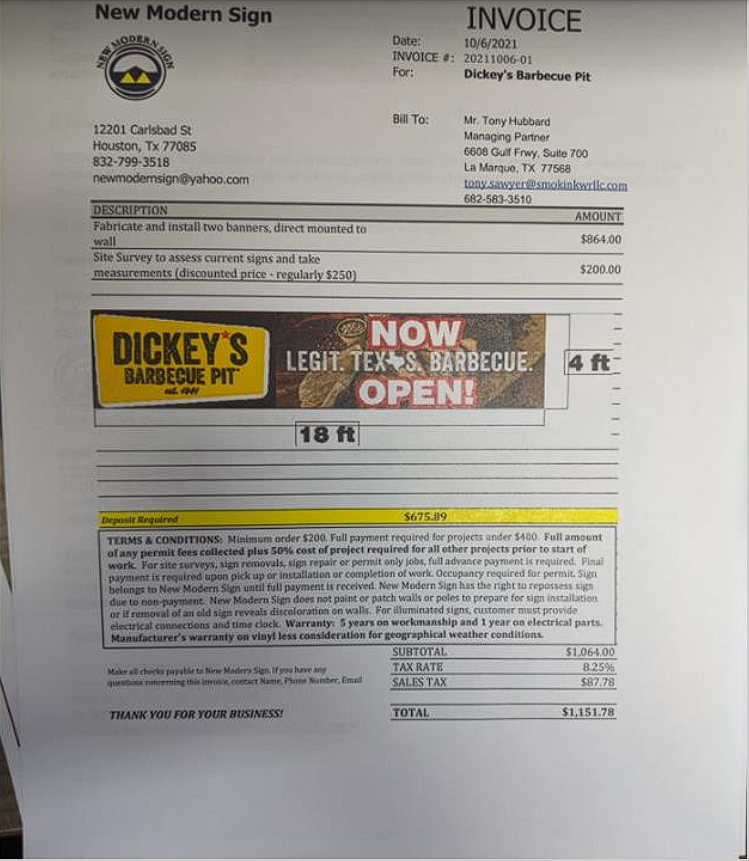 New Modern Sign
INVOICE
NEW MODERN SIGN
Date: 10/6/2021
INVOICE #: 20211006-01
For: Dickey's Barbecue Pit
12201 Carlsbad St
Houston, Tx 77085
832-799-3518
newmodernsign@yahoo.com
Bill To: Mr. Tony Hubbard
Managing Partner
6608 Gulf Frwy, Suite 700
La Marque, TX 77568
tony.sawyer@smokinkwrllc.com
682-583-3510
DESCRIPTION AMOUNT
Fabricate and install two banners, direct mounted to
wall $864.00
Site Survey to assess current signs and take
measurements (discounted price - regularly $250) $200.00
DICKEY'S
BARBECUE PIT
est. 1941
NOW
LEGIT. TEXAS. BARBECUE.
OPEN!
4 ft
18 ft
Deposit Required $675.89
TERMS & CONDITIONS: Minimum order $200. Full payment required for projects under $400. Full amount
of any permit fees collected plus 50% cost of project required for all other projects prior to start of
work. For site surveys, sign removals, sign repair or permit only jobs, full advance payment is required. Final
payment is required upon pick up or installation or completion of work. Occupancy required for permit. Sign
belongs to New Modern Sign until full payment is received. New Modern Sign has the right to repossess sign
due to non-payment. New Modern Sign does not paint or patch walls or poles to prepare for sign installation
or if removal of an old sign reveals discoloration on walls. For illuminated signs, customer must provide
electrical connections and time clock. Warranty: 5 years on workmanship and 1 year on electrical parts.
Manufacturer's warranty on vinyl less consideration for geographical weather conditions.
SUBTOTAL $1,064.00
TAX RATE 8.25%
SALES TAX $87.78
Make all checks payable to New Modern Sign. If you have any
questions concerning this invoice, contact Name, Phone Number, Email
THANK YOU FOR YOUR BUSINESS!
TOTAL $1,151.78